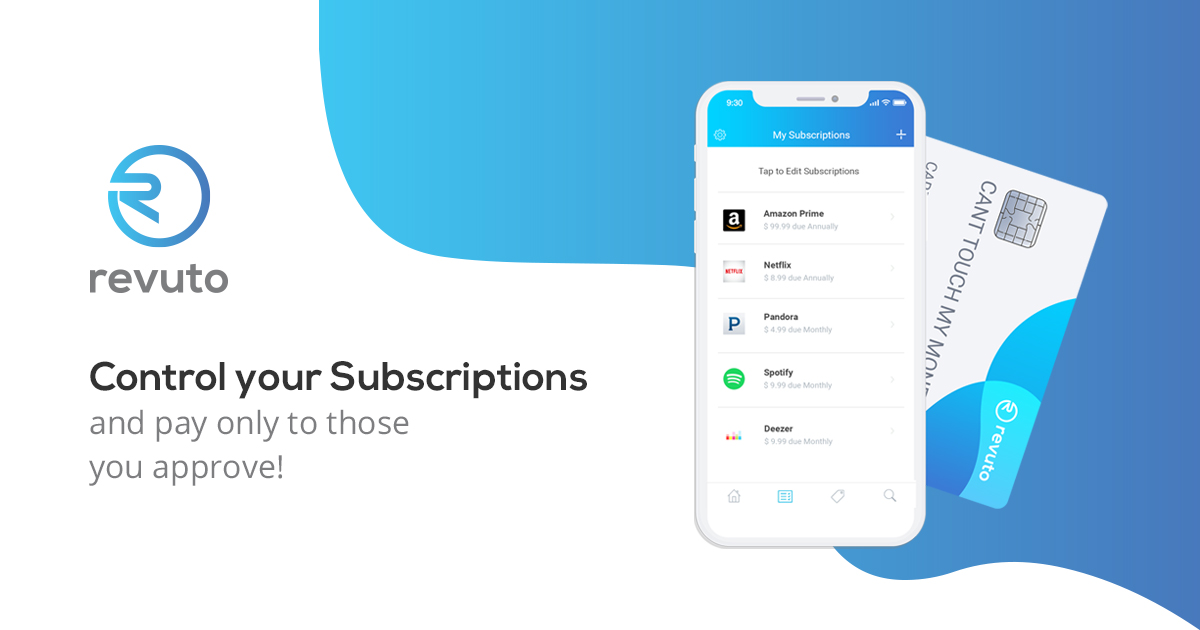 revuto
Control your Subscriptions
and pay only to those
you approve!
9:30
My Subscriptions
Tap to Edit Subscriptions
a
Amazon Prime
$ 99.99 due Annually
NETFLIX
Netflix
$ 8.99 due Annually
P
Pandora
$ 4.99 due Monthly
Spotify
$ 9.99 due Monthly
Deezer
$ 9.99 due Monthly
CANT TOUCH MY
revuto